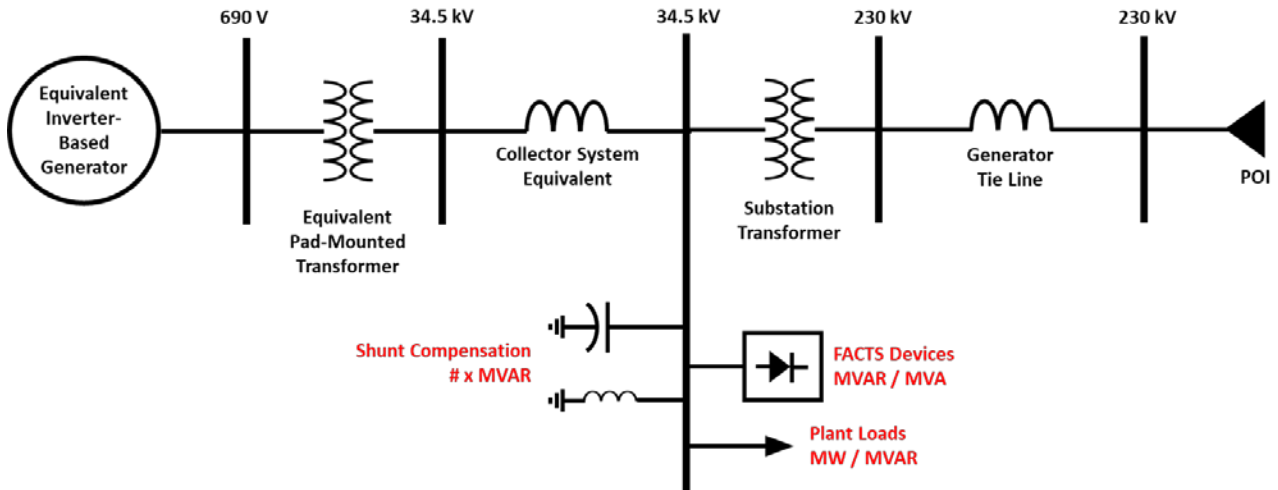 690 V
34.5 kV
34.5 kV
230 kV
230 kV
Equivalent
Inverter-
Based
Generator
Collector System
Equivalent
Generator
Tie Line
POI
Equivalent
Pad-Mounted
Transformer
Substation
Transformer
Shunt Compensation
# x MVAR
FACTS Devices
MVAR / MVA
Plant Loads
MW / MVAR